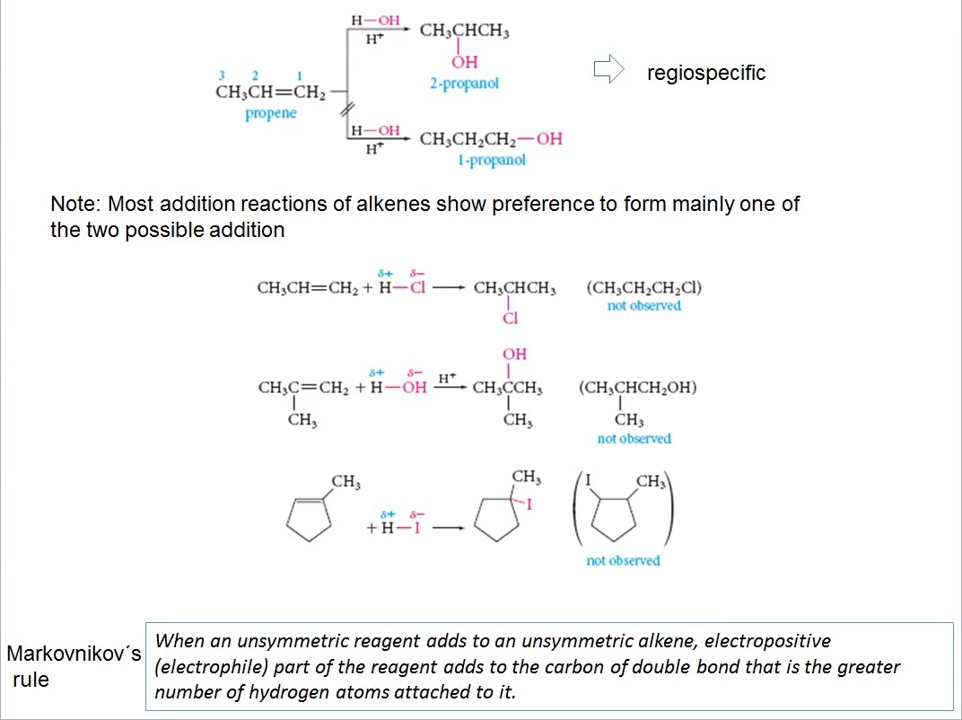 H—OH
H⁺
CH₃CHCH₃
OH
2-propanol
regiospecific
3 2 1
CH₃CH=CH₂
propene
H—OH
H⁺
CH₃CH₂CH₂—OH
1-propanol
Note: Most addition reactions of alkenes show preference to form mainly one of
the two possible addition
δ+ δ−
CH₃CH=CH₂ + H—Cl CH₃CHCH₃ (CH₃CH₂CH₂Cl)
not observed
Cl
OH
δ+ δ−
CH₃C=CH₂ + H—OH H⁺ CH₃CCH₃ (CH₃CHCH₂OH)
CH₃ CH₃ CH₃
not observed
CH₃ CH₃ I CH₃
I
δ+ δ−
+ H—I
not observed
Markovnikov´s
rule
When an unsymmetric reagent adds to an unsymmetric alkene, electropositive
(electrophile) part of the reagent adds to the carbon of double bond that is the greater
number of hydrogen atoms attached to it.